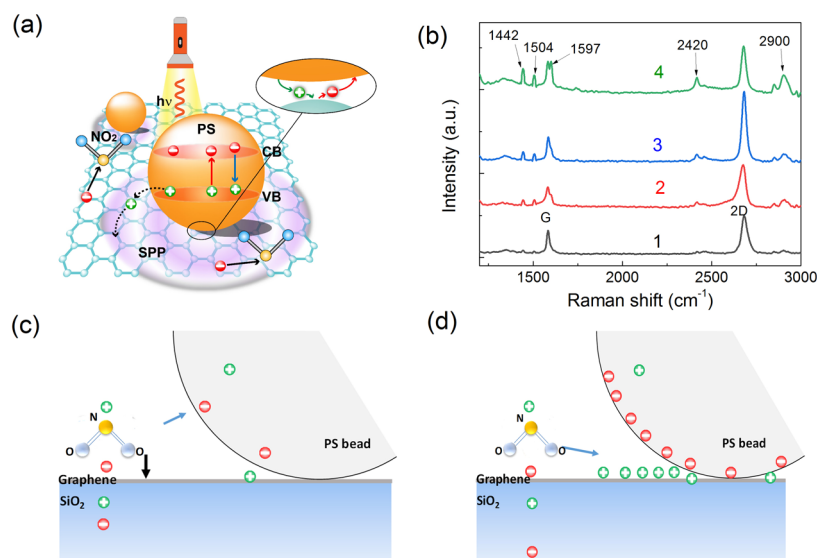 (a)
hν
PS
NO₂
CB
VB
SPP
(b)
1442
1504
1597
2420
2900
4
3
2
1
G
2D
Intensity (a.u.)
1500
2000
2500
3000
Raman shift (cm⁻¹)
(c)
N
O
O
PS bead
Graphene
SiO₂
(d)
N
O
O
PS bead
Graphene
SiO₂